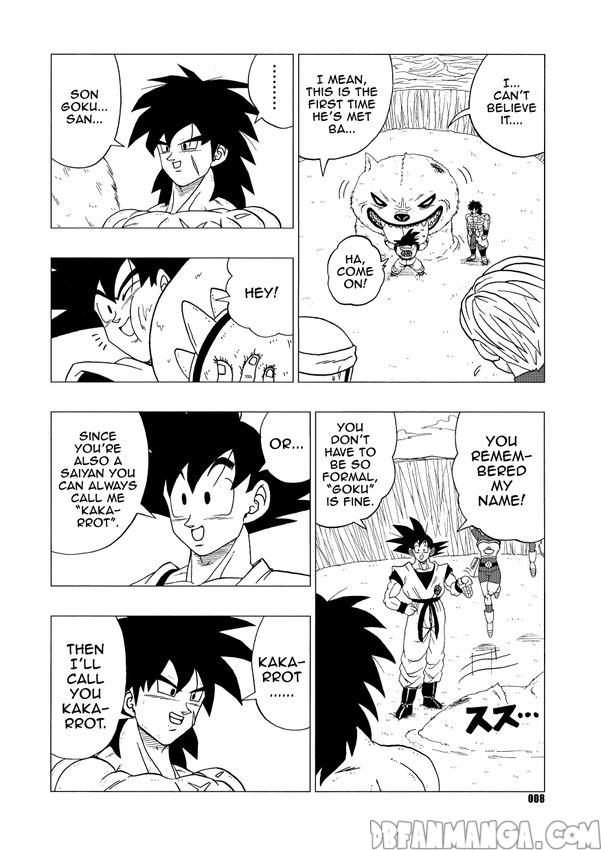 I...
CAN'T
BELIEVE
IT....
I MEAN,
THIS IS THE
FIRST TIME
HE'S MET
BA...
HA,
COME
ON!
.........
SON
GOKU...
SAN...
HEY!
YOU
REMEM-
BERED
MY
NAME!
YOU
DON'T
HAVE TO
BE SO
FORMAL,
"GOKU"
IS FINE.
スス…
OR...
SINCE
YOU'RE
ALSO A
SAIYAN YOU
CAN ALWAYS
CALL ME
"KAKA-
RROT".
KAKA-
RROT
......
THEN
I'LL
CALL
YOU
KAKA-
RROT.
008
DBFANMANGA.COM